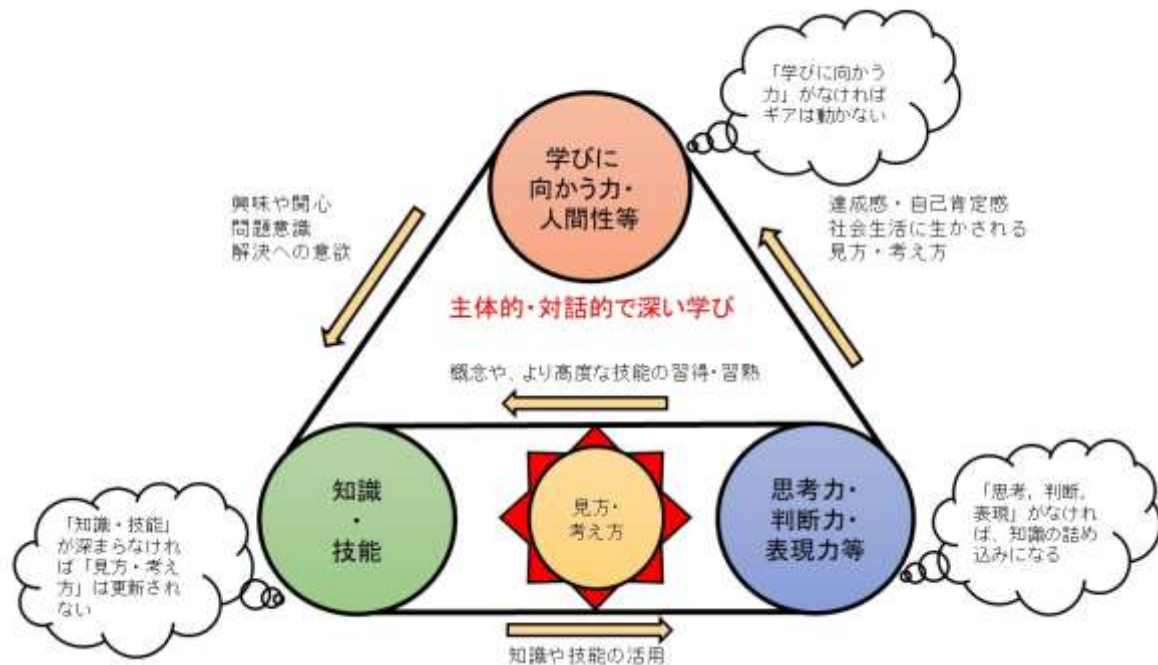 「学びに向かう
力」がなければ
ギアは動かない
学びに
向かう力・
人間性等
興味や関心
問題意識
解決への意欲
達成感・自己肯定感
社会生活に生かされる
見方・考え方
主体的・対話的で深い学び
概念や、より高度な技能の習得・習熟
知識
・
技能
見方・
考え方
思考力・
判断力・
表現力等
「知識・技能」
が深まらなけれ
ば「見方・考え
方」は更新され
ない
「思考，判断，
表現」がなけれ
ば、知識の詰め
込みになる
知識や技能の活用